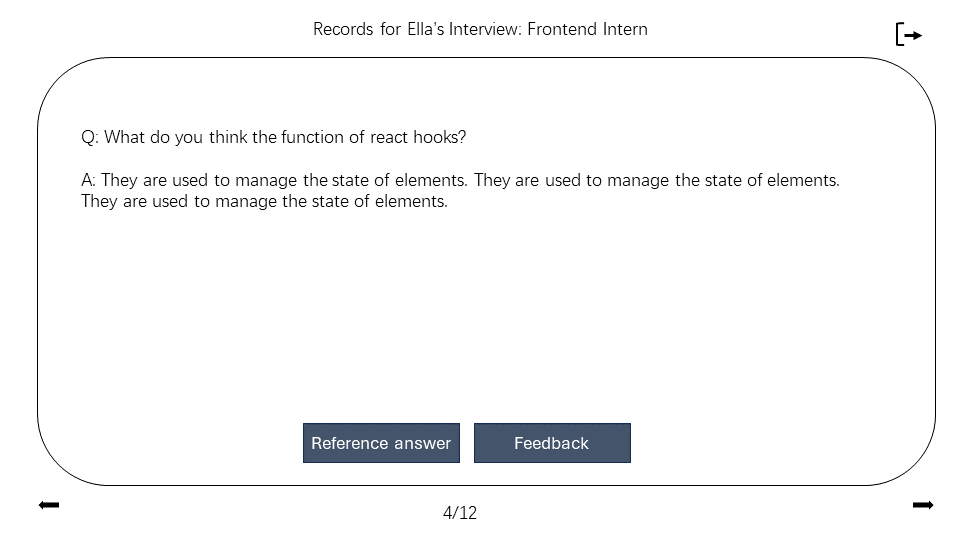 Records for Ella's Interview: Frontend Intern
Q: What do you think the function of react hooks?
A: They are used to manage the state of elements. They are used to manage the state of elements.
They are used to manage the state of elements.
Reference answer
Feedback
4/12